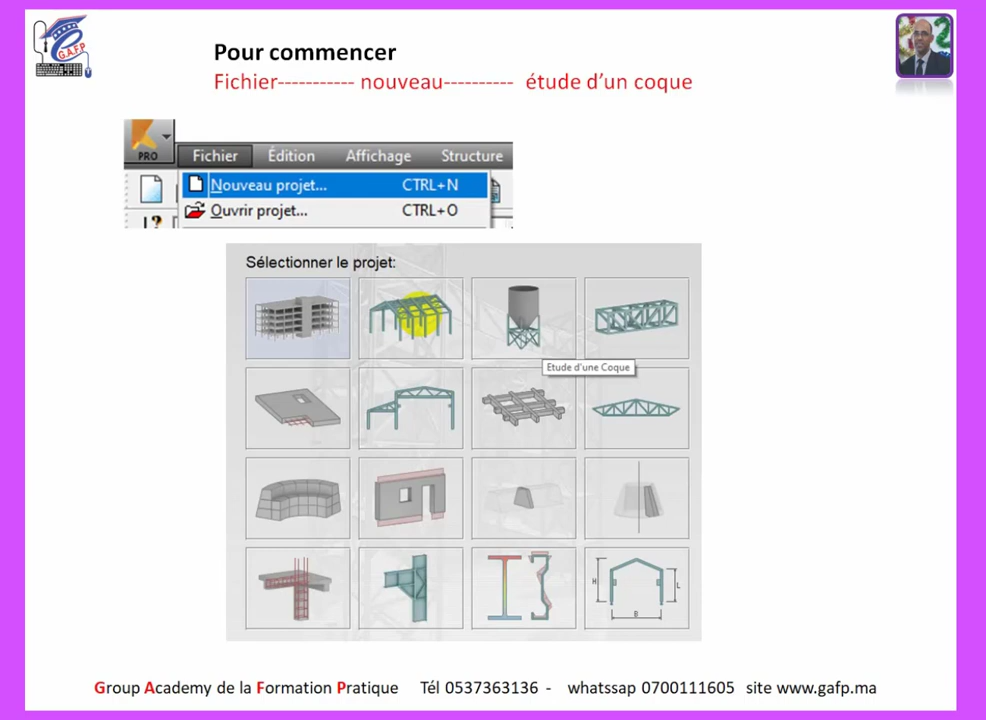 G.A.F.P
Pour commencer
Fichier----------- nouveau---------- étude d'un coque
PRO
Fichier Édition Affichage Structure
Nouveau projet... CTRL+N
Ouvrir projet... CTRL+O
Sélectionner le projet:
Etude d'une Coque
H L
B
Group Academy de la Formation Pratique Tél 0537363136 - whatssap 0700111605 site www.gafp.ma